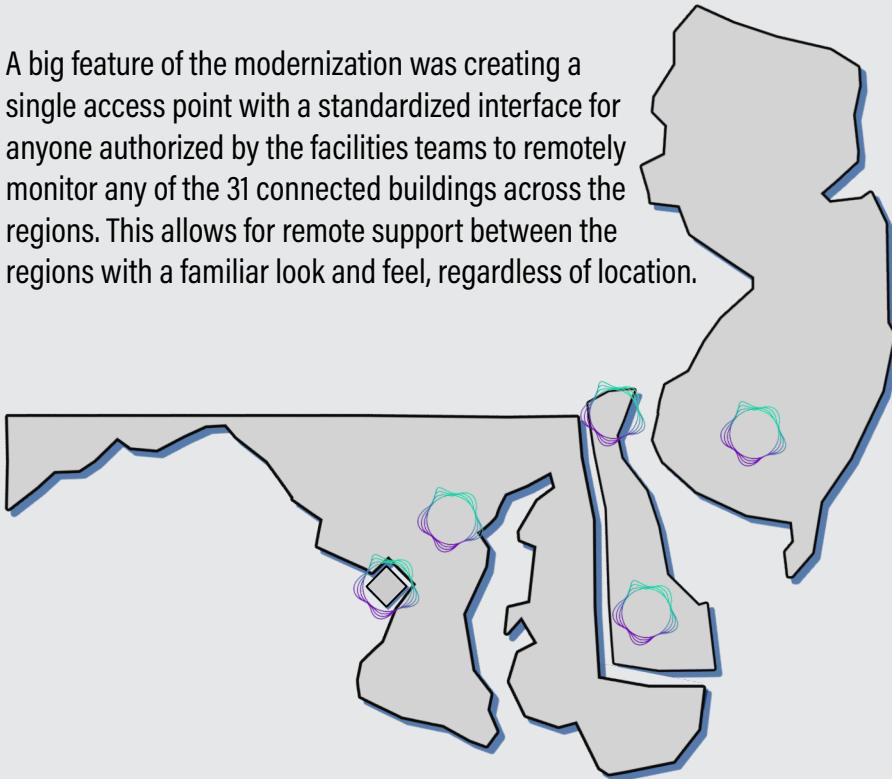 A big feature of the modernization was creating a
single access point with a standardized interface for
anyone authorized by the facilities teams to remotely
monitor any of the 31 connected buildings across the
regions. This allows for remote support between the
regions with a familiar look and feel, regardless of location.